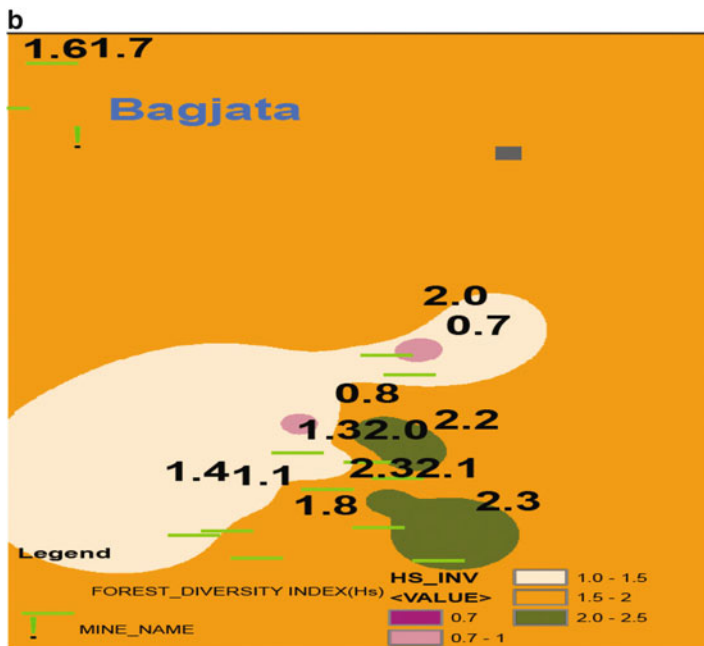 b
1.61.7
Bagjata
!
2.0
0.7
0.8
1.32.0 2.2
1.41.1 2.32.1
1.8 2.3
Legend
FOREST_DIVERSITY INDEX(Hs)
! MINE_NAME
HS_INV
<VALUE>
0.7
0.7 - 1
1.0 - 1.5
1.5 - 2
2.0 - 2.5